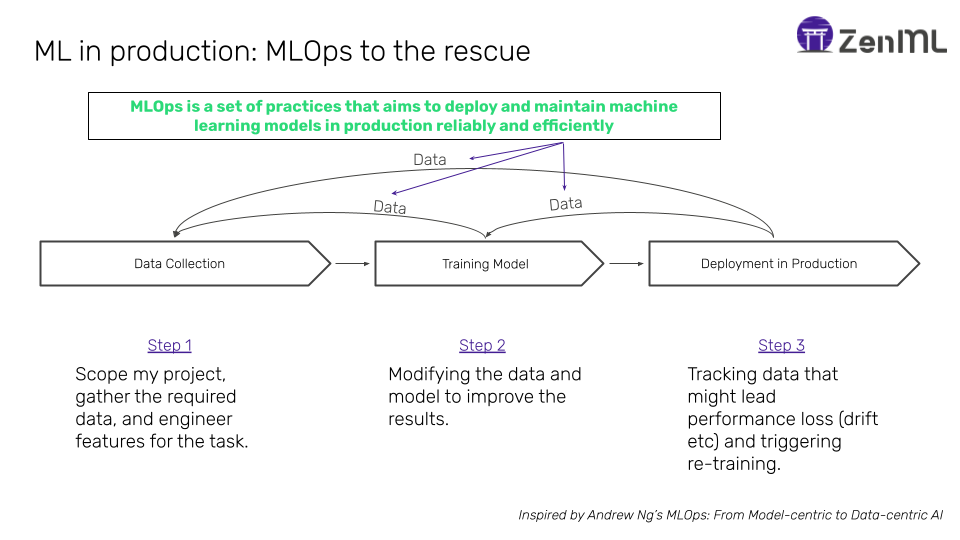 ML in production: MLOps to the rescue
ZenML
MLOps is a set of practices that aims to deploy and maintain machine
learning models in production reliably and efficiently
Data
Data
Data
Data Collection
Training Model
Deployment in Production
Step 1
Scope my project,
gather the required
data, and engineer
features for the task.
Step 2
Modifying the data and
model to improve the
results.
Step 3
Tracking data that
might lead
performance loss (drift
etc) and triggering
re-training.
Inspired by Andrew Ng's MLOps: From Model-centric to Data-centric AI